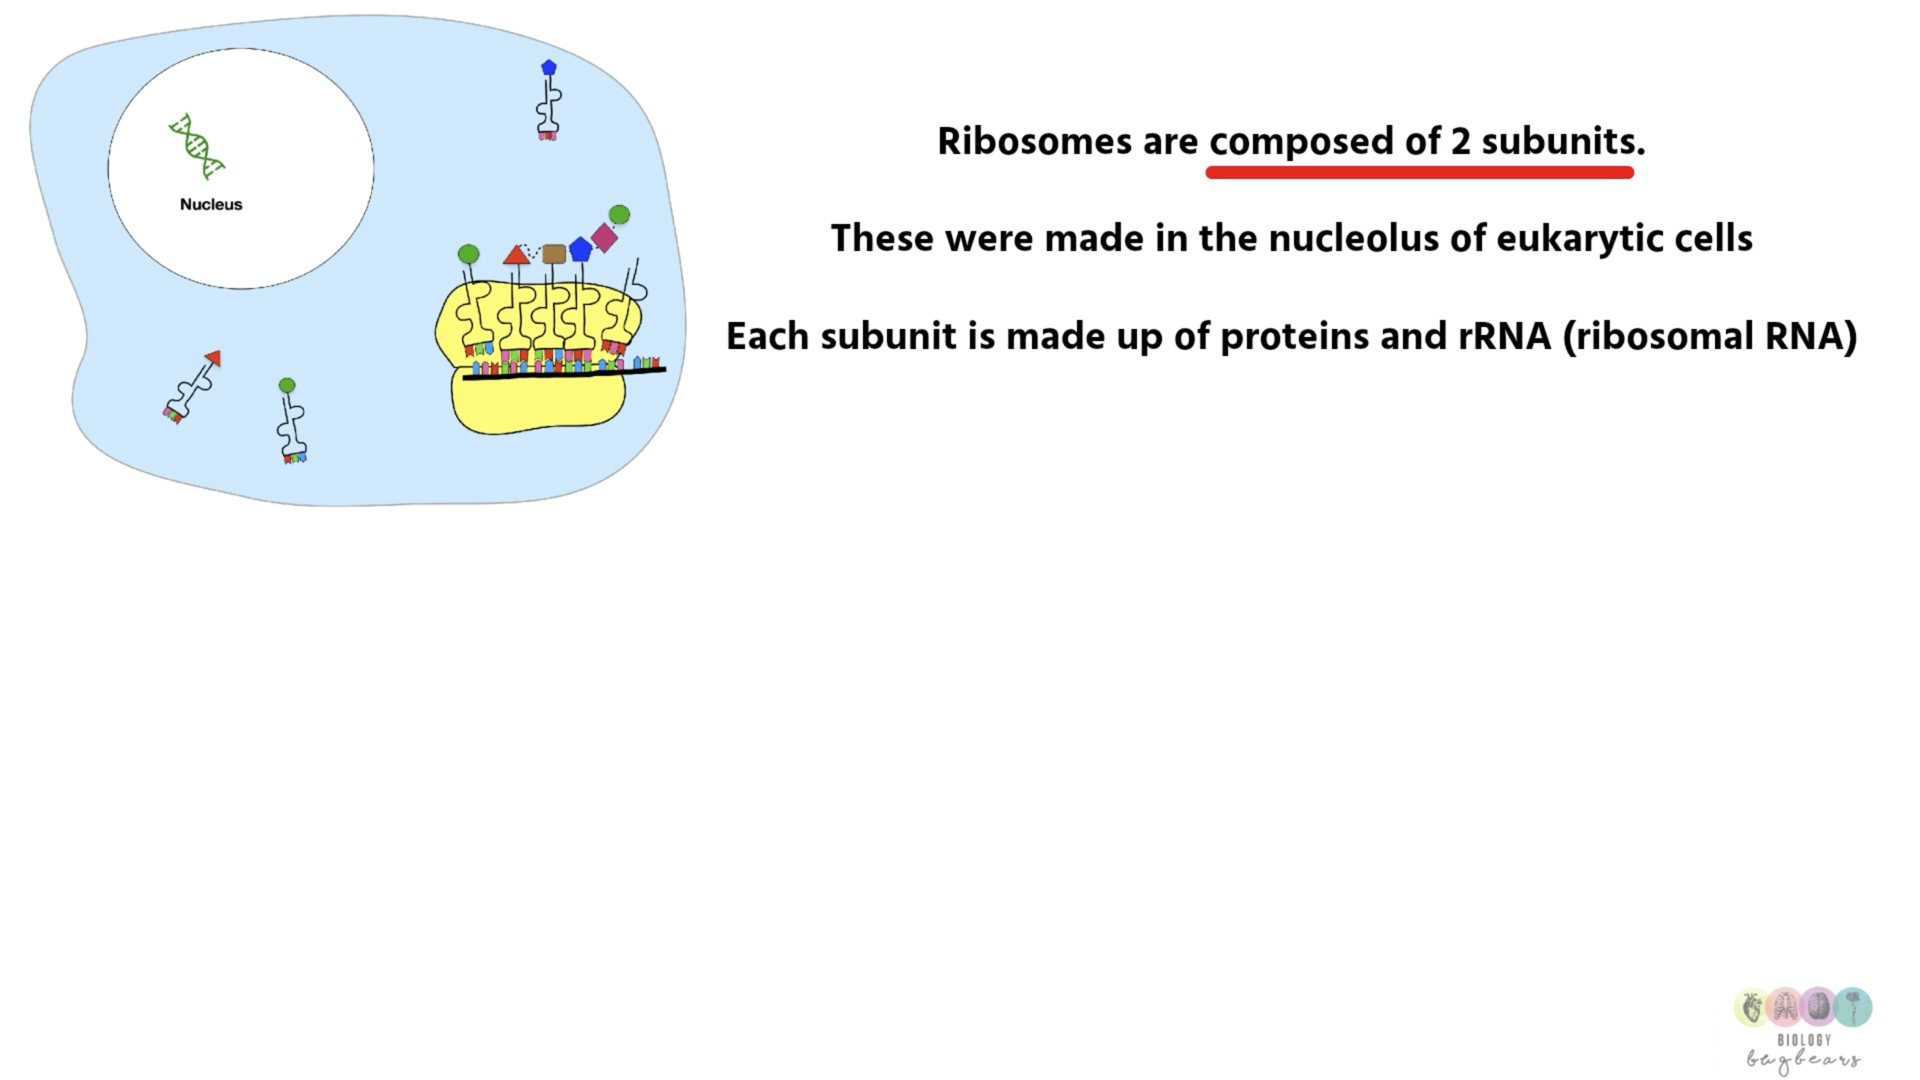 Ribosomes are composed of 2 subunits.
These were made in the nucleolus of eukarytic cells
Nucleus
Each subunit is made up of proteins and rRNA (ribosomal RNA)
BIOLOGY
bugbears